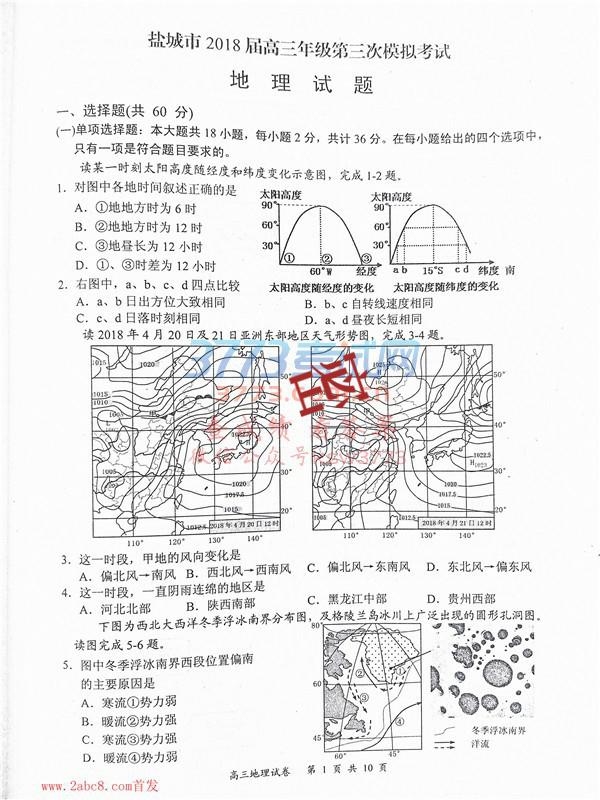 盐城市 2018 届高三年级第三次模拟考试
地 理 试 题
一、选择题(共 60 分)
(一)单项选择题：本大题共 18 小题，每小题 2 分，共计 36 分。在每小题给出的四个选项中，
只有一项是符合题目要求的。
读某一时刻太阳高度随经度和纬度变化示意图，完成 1-2 题。
1．对图中各地时间叙述正确的是
A．①地地方时为 6 时
B．②地地方时为 12 时
C．③地昼长为 12 小时
D．①、③时差为 12 小时
太阳高度
90°
60°
30°
① ② ③
60°W 经度
太阳高度随经度的变化
太阳高度
90°
60°
30°
a b 15°S c d 纬度 南
太阳高度随纬度的变化
2．右图中，a、b、c、d 四点比较
A．a、b 日出方位大致相同
B．b、c 自转线速度相同
C．c、d 日落时刻相同
D．a、d 昼夜长短相同
读 2018 年 4 月 20 日及 21 日亚洲东部地区天气形势图，完成 3-4 题。
3773考试网
密
1015 1020 50°
1015
1010
40°
1022.5
H
1005 30°
1020
1017.5
1010 20°
1012.5 2018 年 4 月 20 日 12 时
110° 120° 130° 140°
50°
40°
1022.5
H1023
1005 30°
1020
1017.5
1015
1010 20°
2018 年 4 月 21 日 12 时
110° 120° 130° 140°
3．这一时段，甲地的风向变化是
A．偏北风→南风 B．西北风→西南风 C．偏北风→东南风 D．东北风→偏东风
4．这一时段，一直阴雨连绵的地区是
A．河北北部 B．陕西南部 C．黑龙江中部 D．贵州西部
下图为西北大西洋冬季浮冰南界分布图，及格陵兰岛冰川上广泛出现的圆形孔洞图。
读图完成 5-6 题。
5．图中冬季浮冰南界西段位置偏南
的主要原因是
A．寒流①势力弱
B．暖流②势力强
C．寒流③势力强
D．暖流④势力弱
80
60
45
60° 45°
① ② ③ ④
冬季浮冰南界
洋流
高三地理试卷 第 1 页 共 10 页
www.2abc8.com首发